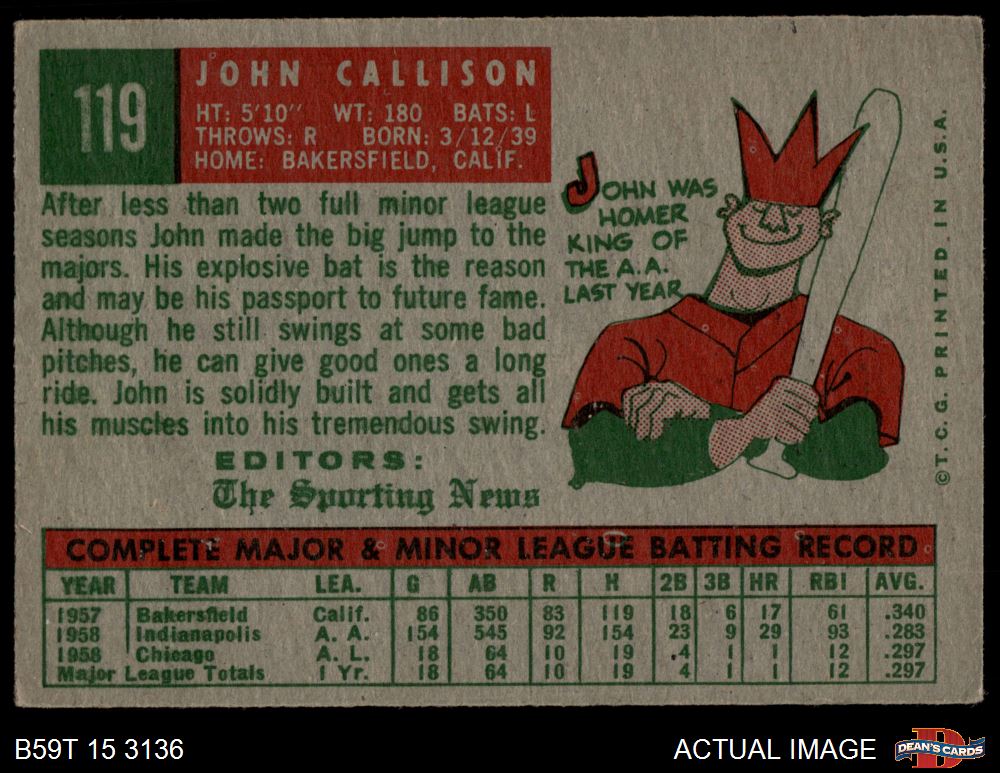 119
JOHN CALLISON
HT: 5'10" WT: 180 BATS: L
THROWS: R BORN: 3/12/39
HOME: BAKERSFIELD, CALIF.
After less than two full minor league
seasons John made the big jump to the
majors. His explosive bat is the reason
and may be his passport to future fame.
Although he still swings at some bad
pitches, he can give good ones a long
ride. John is solidly built and gets all
his muscles into his tremendous swing.
EDITORS:
The Sporting News
JOHN WAS
HOMER
KING OF
THE A.A.
LAST YEAR
©T.C.G. PRINTED IN U.S.A.
COMPLETE MAJOR & MINOR LEAGUE BATTING RECORD
YEAR TEAM LEA. G AB R H 2B 3B HR RBI AVG.
1957 Bakersfield Calif. 86 350 83 119 18 6 17 61 .340
1958 Indianapolis A. A. 154 545 92 154 23 9 29 93 .283
1958 Chicago A. L. 18 64 10 19 .4 1 1 12 .297
Major League Totals 1 Yr. 18 64 10 19 4 1 1 12 .297
B59T 15 3136
ACTUAL IMAGE
DEAN'S CARDS